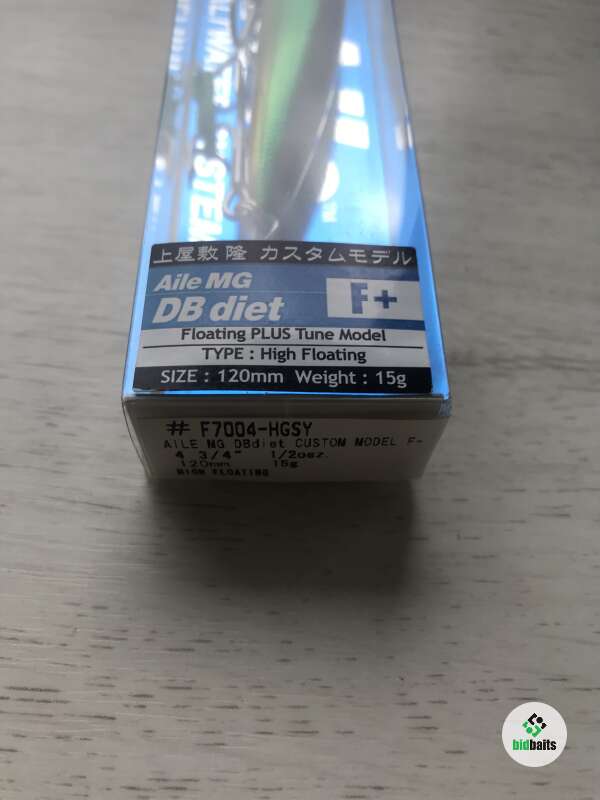 上屋敷 隆 カスタムモデル
Aile MG
DB diet F+
Floating PLUS Tune Model
TYPE : High Floating
SIZE : 120mm Weight : 15g
# F7004-HGSY
AILE MG DBdiet CUSTOM MODEL F-
4 3/4" 1/2osz.
120mm 15g
HIGH FLOATING
bidbaits